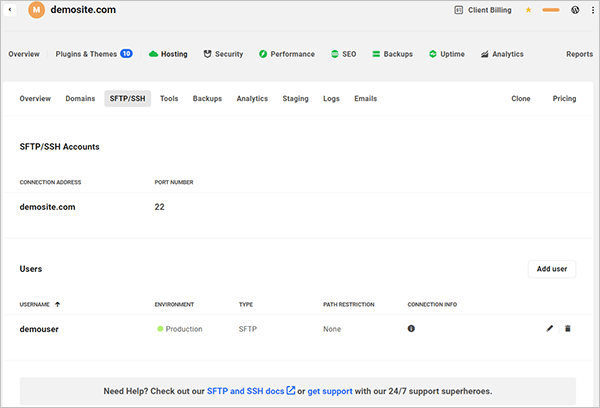 M demosite.com Client Billing
Overview Plugins & Themes 10 Hosting Security Performance SEO Backups Uptime Analytics Reports
Overview Domains SFTP/SSH Tools Backups Analytics Staging Logs Emails Clone Pricing
SFTP/SSH Accounts
CONNECTION ADDRESS PORT NUMBER
demosite.com 22
Users Add user
USERNAME ENVIRONMENT TYPE PATH RESTRICTION CONNECTION INFO
demouser Production SFTP None
Need Help? Check out our SFTP and SSH docs or get support with our 24/7 support superheroes.